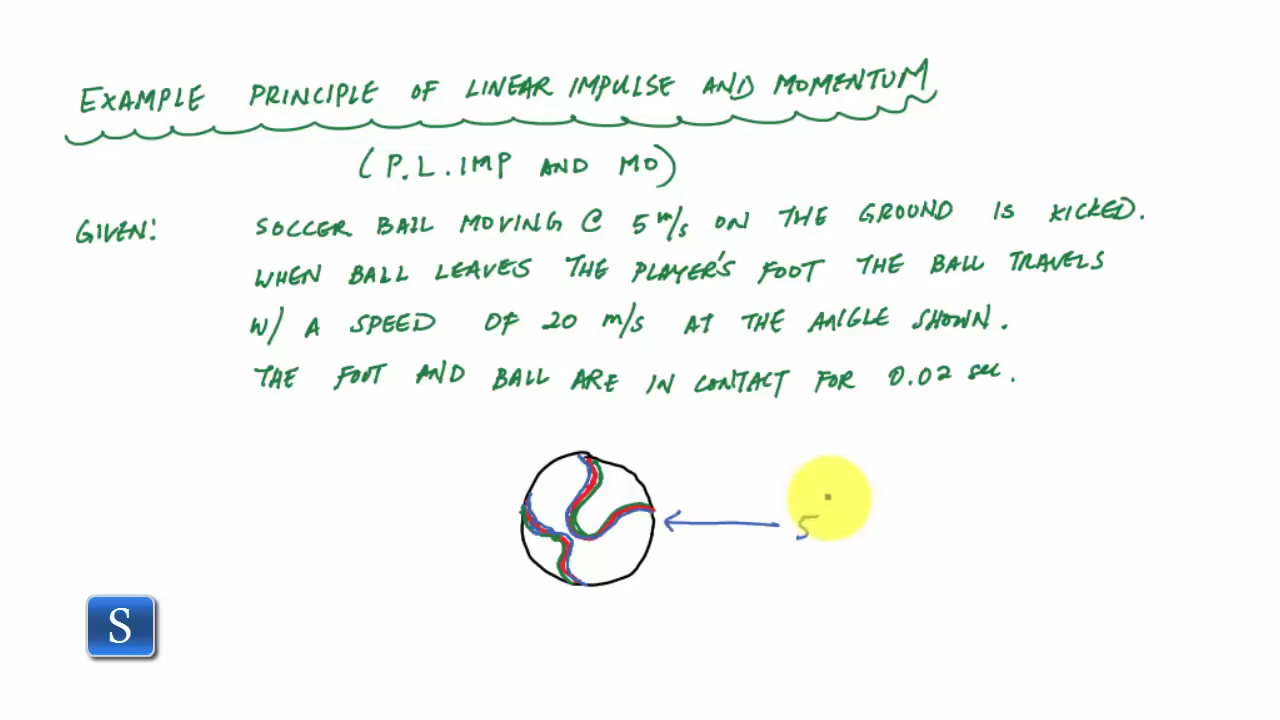 EXAMPLE PRINCIPLE OF LINEAR IMPULSE AND MOMENTUM
(P.L.IMP AND MO)
GIVEN: SOCCER BALL MOVING @ 5 m/s ON THE GROUND IS KICKED.
WHEN BALL LEAVES THE PLAYER'S FOOT THE BALL TRAVELS
W/ A SPEED OF 20 m/s AT THE ANGLE SHOWN.
THE FOOT AND BALL ARE IN CONTACT FOR 0.02 sec.
5
S